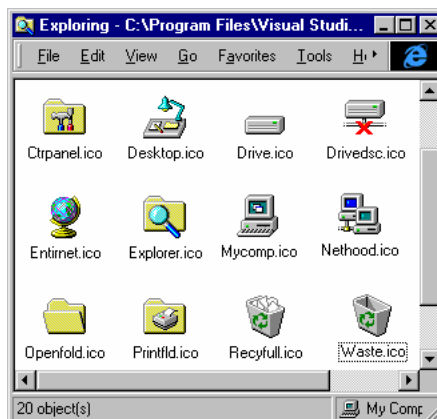 Exploring - C:\Program Files\Visual Studi...
File Edit View Go Favorites Tools
Ctrpanel.ico Desktop.ico Drive.ico Drivedsc.ico
Entirnet.ico Explorer.ico Mycomp.ico Nethood.ico
Openfold.ico Printfld.ico Recyfull.ico Waste.ico
20 object(s) My Comp